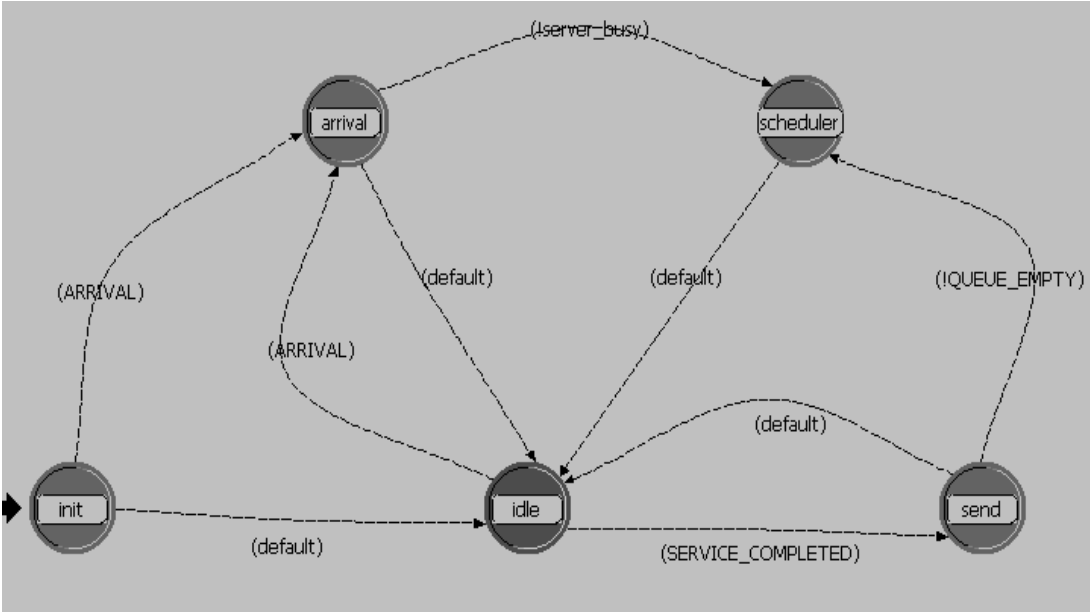 (!server_busy)
arrival
scheduler
(default)
(default)
(!QUEUE_EMPTY)
(ARRIVAL)
(ARRIVAL)
(default)
init
idle
send
(default)
(SERVICE_COMPLETED)